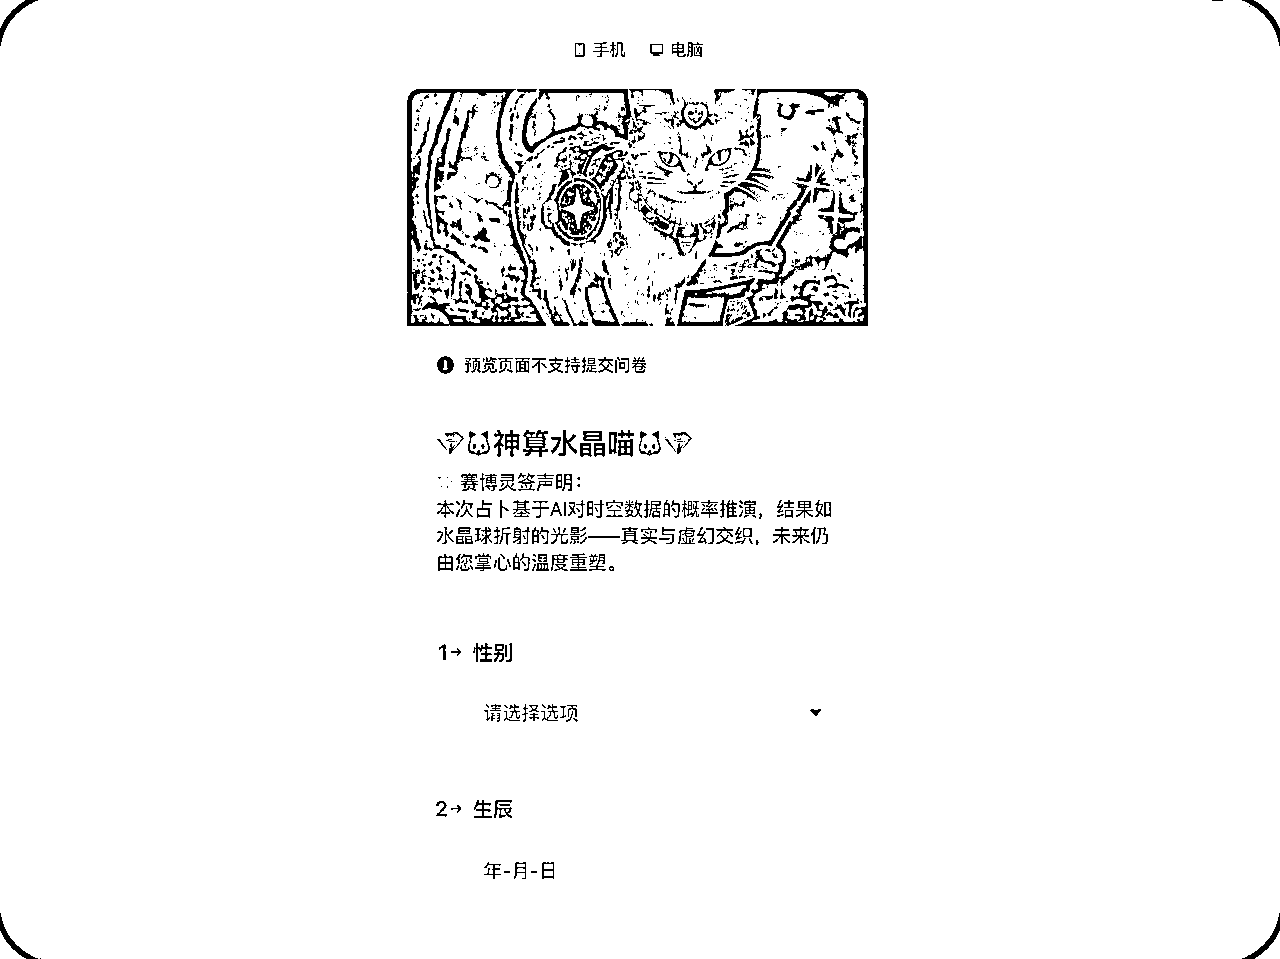 手机 电脑
预览页面不支持提交问卷
神算水晶喵
赛博灵签声明：
本次占卜基于AI对时空数据的概率推演，结果如
水晶球折射的光影——真实与虚幻交织，未来仍
由您掌心的温度重塑。
1→ 性别
请选择选项
2→ 生辰
年-月-日